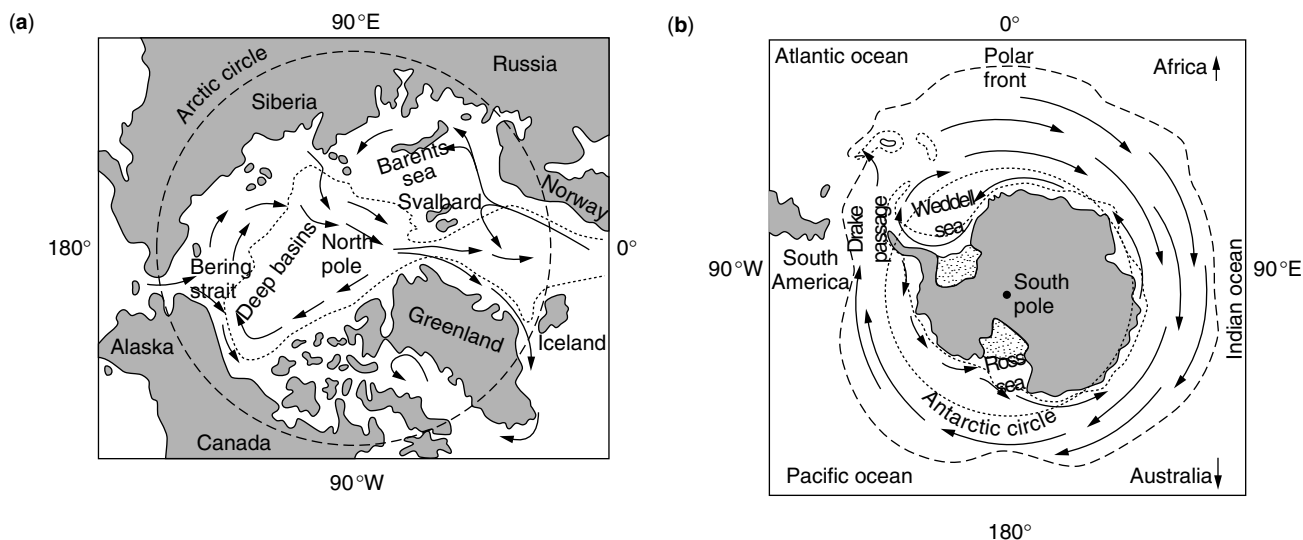 (a)
90°E
Arctic circle
Russia
Siberia
Barents
sea
Svalbard
Norway
180°
0°
Bering
strait
Deep basins
North
pole
Greenland
Iceland
Alaska
Canada
90°W
(b)
0°
Atlantic ocean
Polar
front
Africa
Weddell
sea
Drake
passage
South
America
90°W
South
pole
90°E
Indian ocean
Ross
sea
Antarctic circle
Pacific ocean
Australia
180°